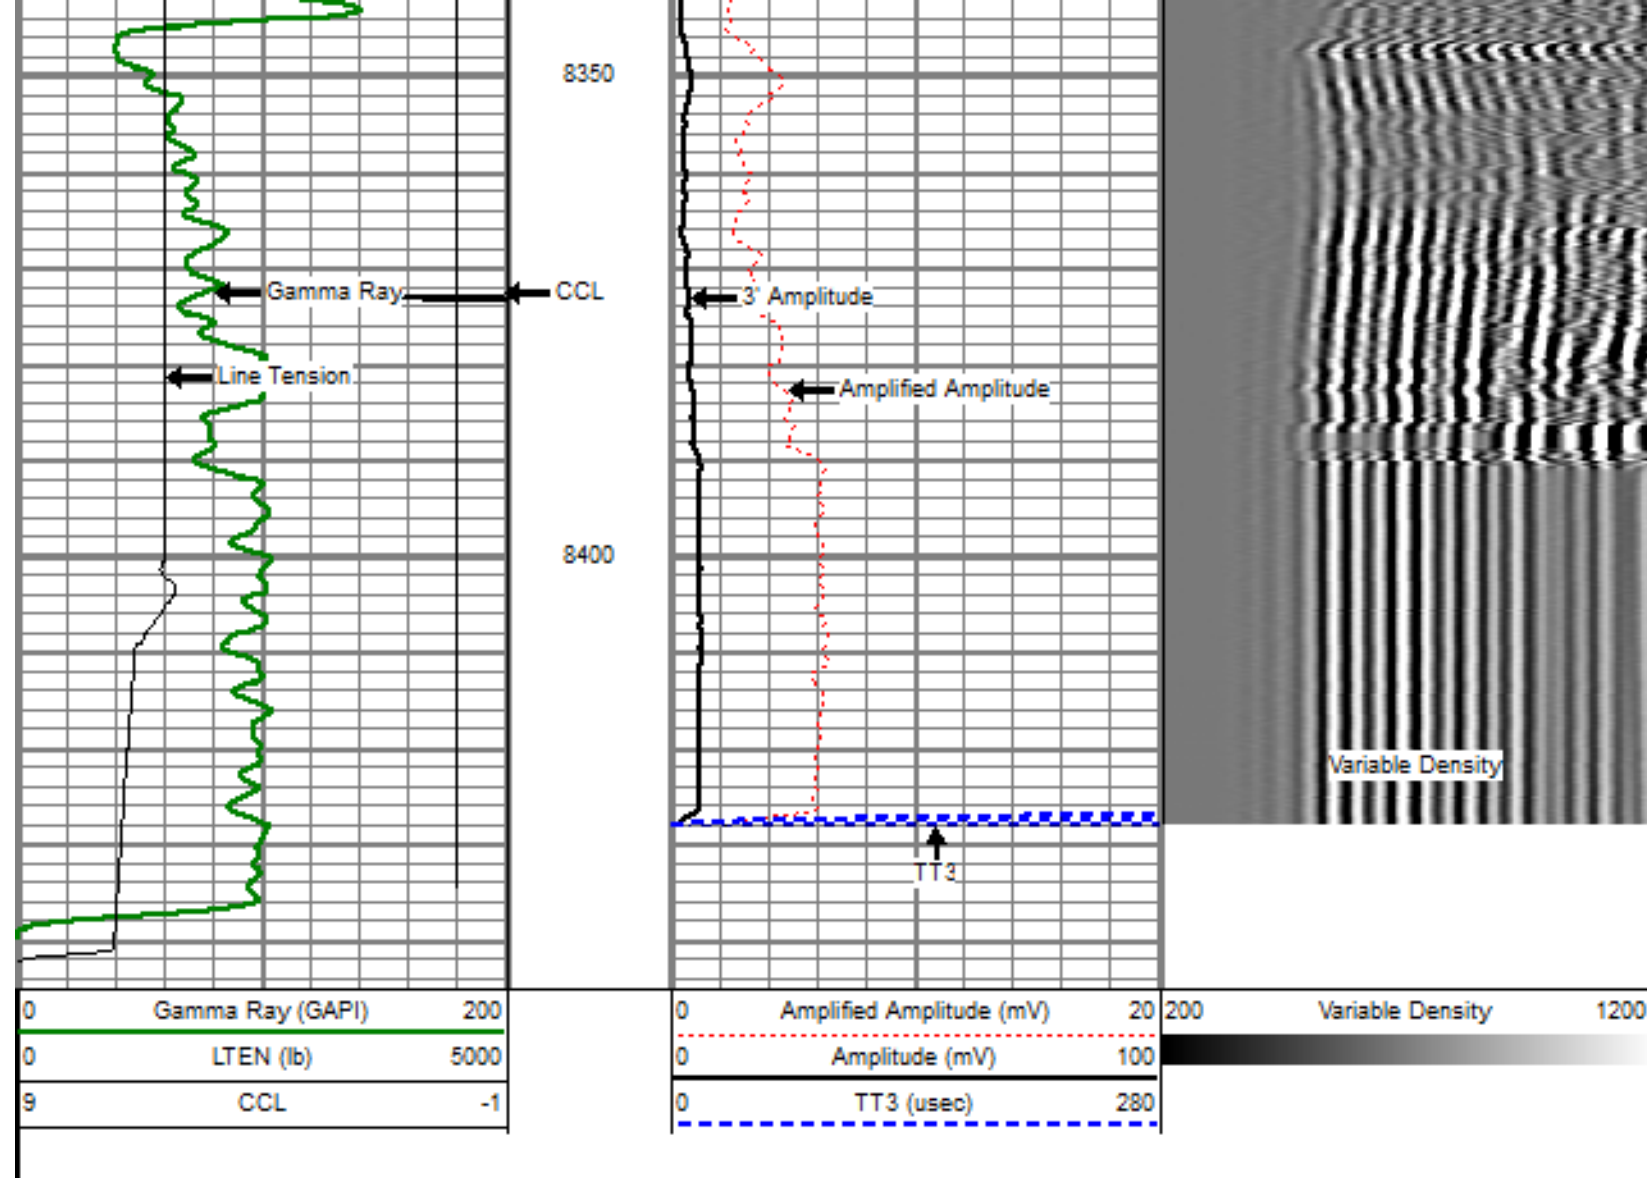 8350
Gamma Ray
CCL
3' Amplitude
Line Tension
Amplified Amplitude
8400
Variable Density
TT3
0 Gamma Ray (GAPI) 200
0 Amplified Amplitude (mV) 20
200 Variable Density 1200
0 LTEN (lb) 5000
0 Amplitude (mV) 100
9 CCL -1
0 TT3 (usec) 280